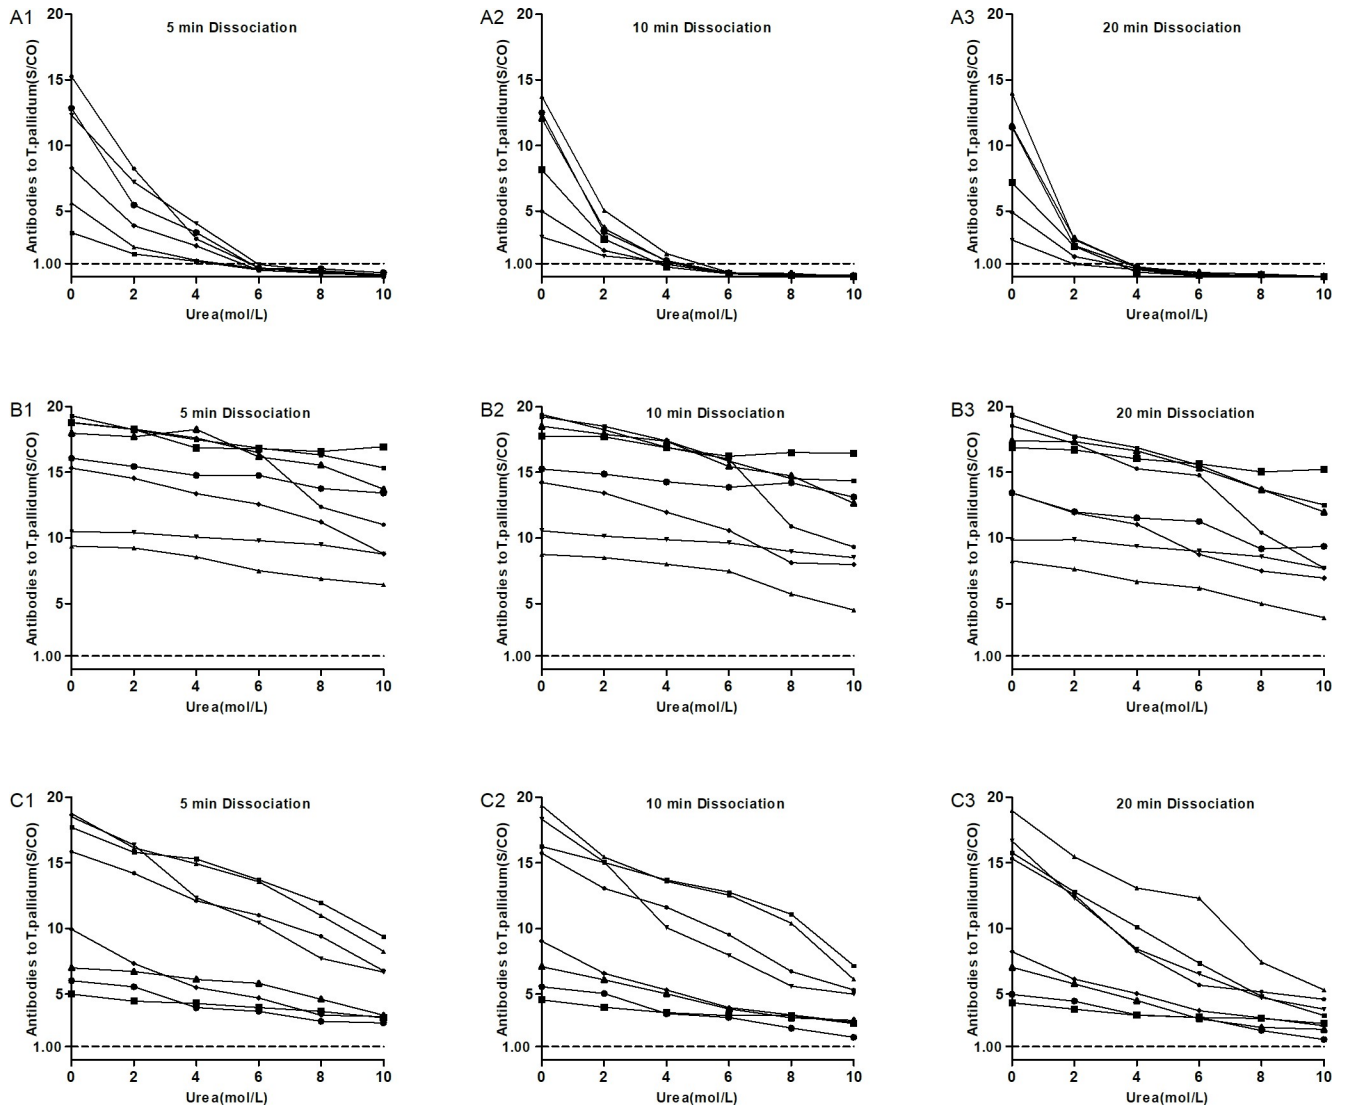 A1
5 min Dissociation
Antibodies to T.pallidum(S/CO)
20
15
10
5
1.00
0 2 4 6 8 10
Urea(mol/L)
A2
10 min Dissociation
Antibodies to T.pallidum(S/CO)
20
15
10
5
1.00
0 2 4 6 8 10
Urea(mol/L)
A3
20 min Dissociation
Antibodies to T.pallidum(S/CO)
20
15
10
5
1.00
0 2 4 6 8 10
Urea(mol/L)
B1
5 min Dissociation
Antibodies to T.pallidum(S/CO)
20
15
10
5
1.00
0 2 4 6 8 10
Urea(mol/L)
B2
10 min Dissociation
Antibodies to T.pallidum(S/CO)
20
15
10
5
1.00
0 2 4 6 8 10
Urea(mol/L)
B3
20 min Dissociation
Antibodies to T.pallidum(S/CO)
20
15
10
5
1.00
0 2 4 6 8 10
Urea(mol/L)
C1
5 min Dissociation
Antibodies to T.pallidum(S/CO)
20
15
10
5
1.00
0 2 4 6 8 10
Urea(mol/L)
C2
10 min Dissociation
Antibodies to T.pallidum(S/CO)
20
15
10
5
1.00
0 2 4 6 8 10
Urea(mol/L)
C3
20 min Dissociation
Antibodies to T.pallidum(S/CO)
20
15
10
5
1.00
0 2 4 6 8 10
Urea(mol/L)